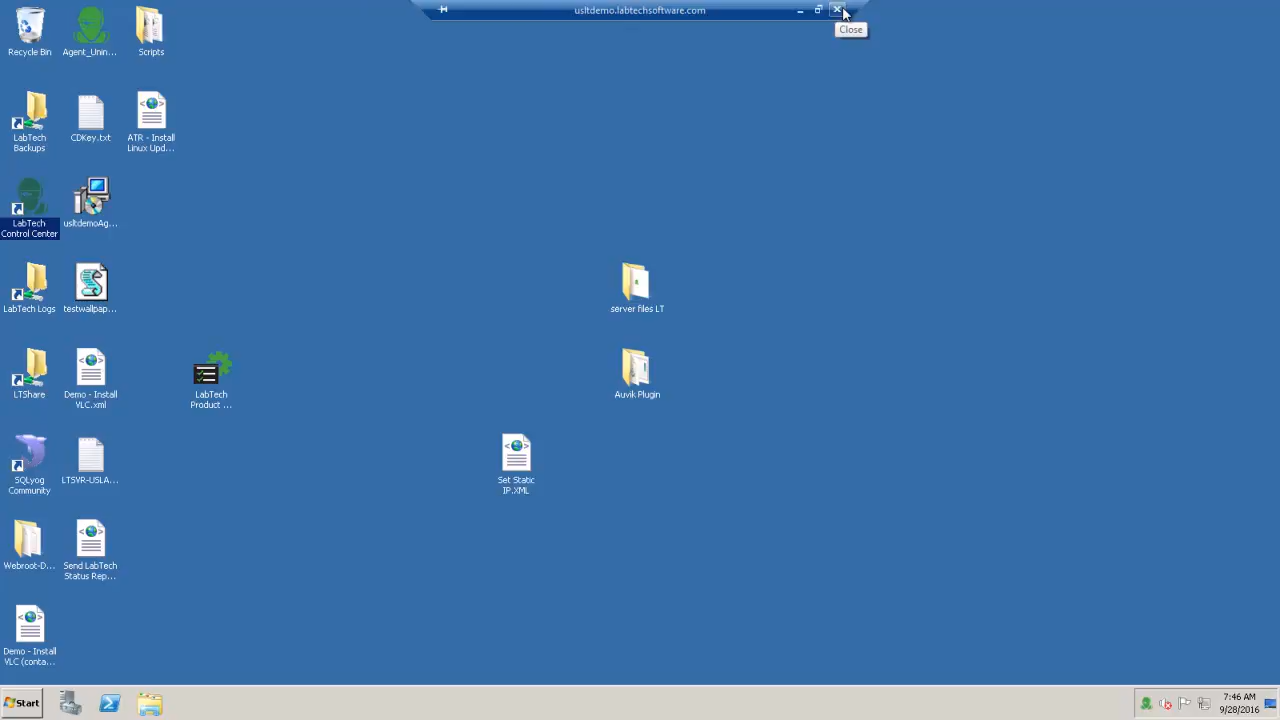 usltdemo.labtechsoftware.com
Close
Recycle Bin
Agent_Unin...
Scripts
LabTech
Backups
CDKey.txt
ATR - Install
Linux Upd...
LabTech
Control Center
usltdemoAg...
LabTech Logs
testwallpap...
server files LT
LTShare
Demo - Install
VLC.xml
LabTech
Product ...
Auvik Plugin
SQLyog
Community
LTSVR-USLA...
Set Static
IP.XML
Webroot-D...
Send LabTech
Status Rep...
Demo - Install
VLC (conta...
Start
7:46 AM
9/28/2016